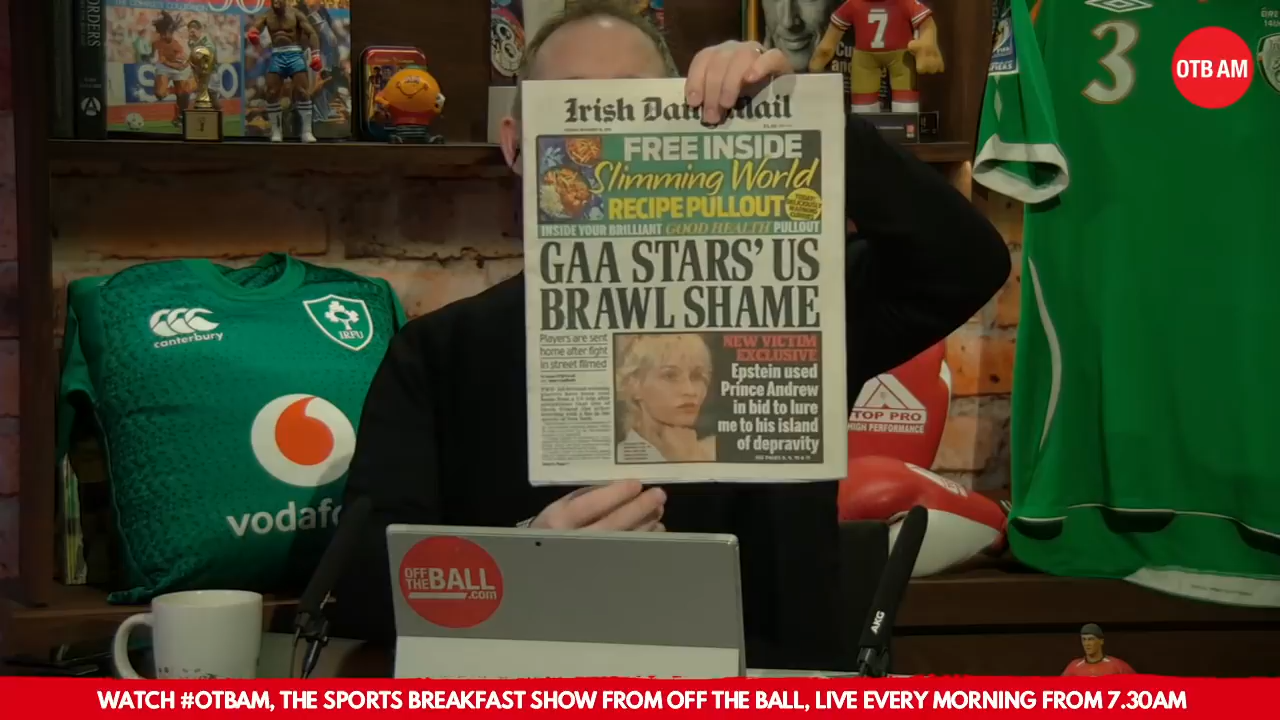 OTB AM
3
7
Irish Daily Mail
FREE INSIDE
Slimming World
RECIPE PULLOUT
INSIDE YOUR BRILLIANT GOOD HEALTH PULLOUT
GAA STARS' US
BRAWL SHAME
Players are sent
home after fight
in street filmed
NEW VICTIM
EXCLUSIVE
Epstein used
Prince Andrew
in bid to lure
me to his island
of depravity
canterbury
IRFU
vodafo
TOP PRO
HIGH PERFORMANCE
OFF
THE BALL
.com
AKG
WATCH #OTBAM, THE SPORTS BREAKFAST SHOW FROM OFF THE BALL, LIVE EVERY MORNING FROM 7.30AM